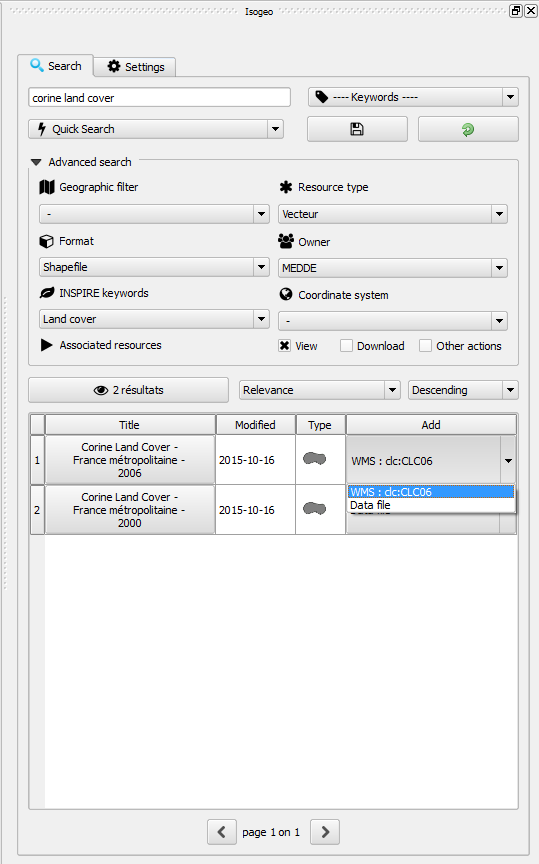 Isogeo
Search
Settings
corine land cover
---- Keywords ----
Quick Search
Advanced search
Geographic filter
Resource type
-
Vecteur
Format
Owner
Shapefile
MEDDE
INSPIRE keywords
Coordinate system
Land cover
-
Associated resources
View
Download
Other actions
2 résultats
Relevance
Descending
Title
Modified
Type
Add
1
Corine Land Cover -
France métropolitaine -
2006
2015-10-16
WMS : clc:CLC06
WMS : clc:CLC06
Data file
2
Corine Land Cover -
France métropolitaine -
2000
2015-10-16
page 1 on 1